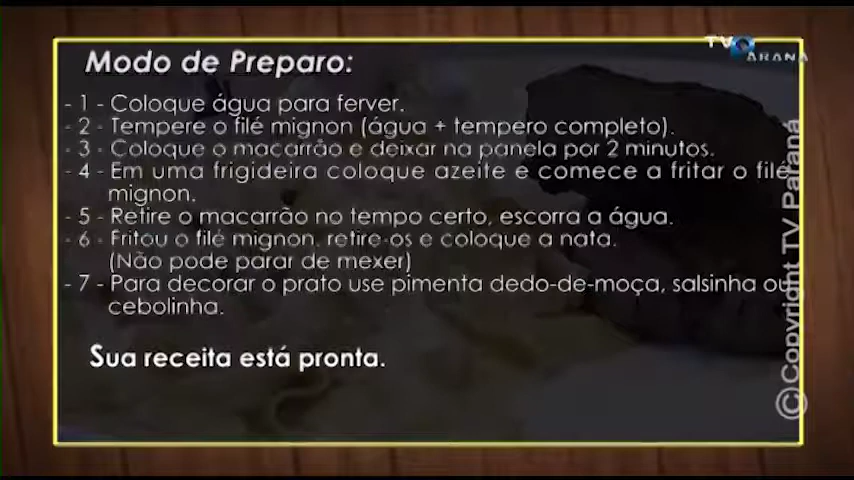 TV PARANÁ
Modo de Preparo:
- 1 - Coloque água para ferver.
- 2 - Tempere o filé mignon (água + tempero completo).
- 3 - Coloque o macarrão e deixar na panela por 2 minutos.
- 4 - Em uma frigideira coloque azeite e comece a fritar o filé
mignon.
- 5 - Retire o macarrão no tempo certo, escorra a água.
- 6 - Fritou o filé mignon, retire-os e coloque a nata.
(Não pode parar de mexer)
- 7 - Para decorar o prato use pimenta dedo-de-moça, salsinha ou
cebolinha.
Sua receita está pronta.
© Copyright TV Paraná